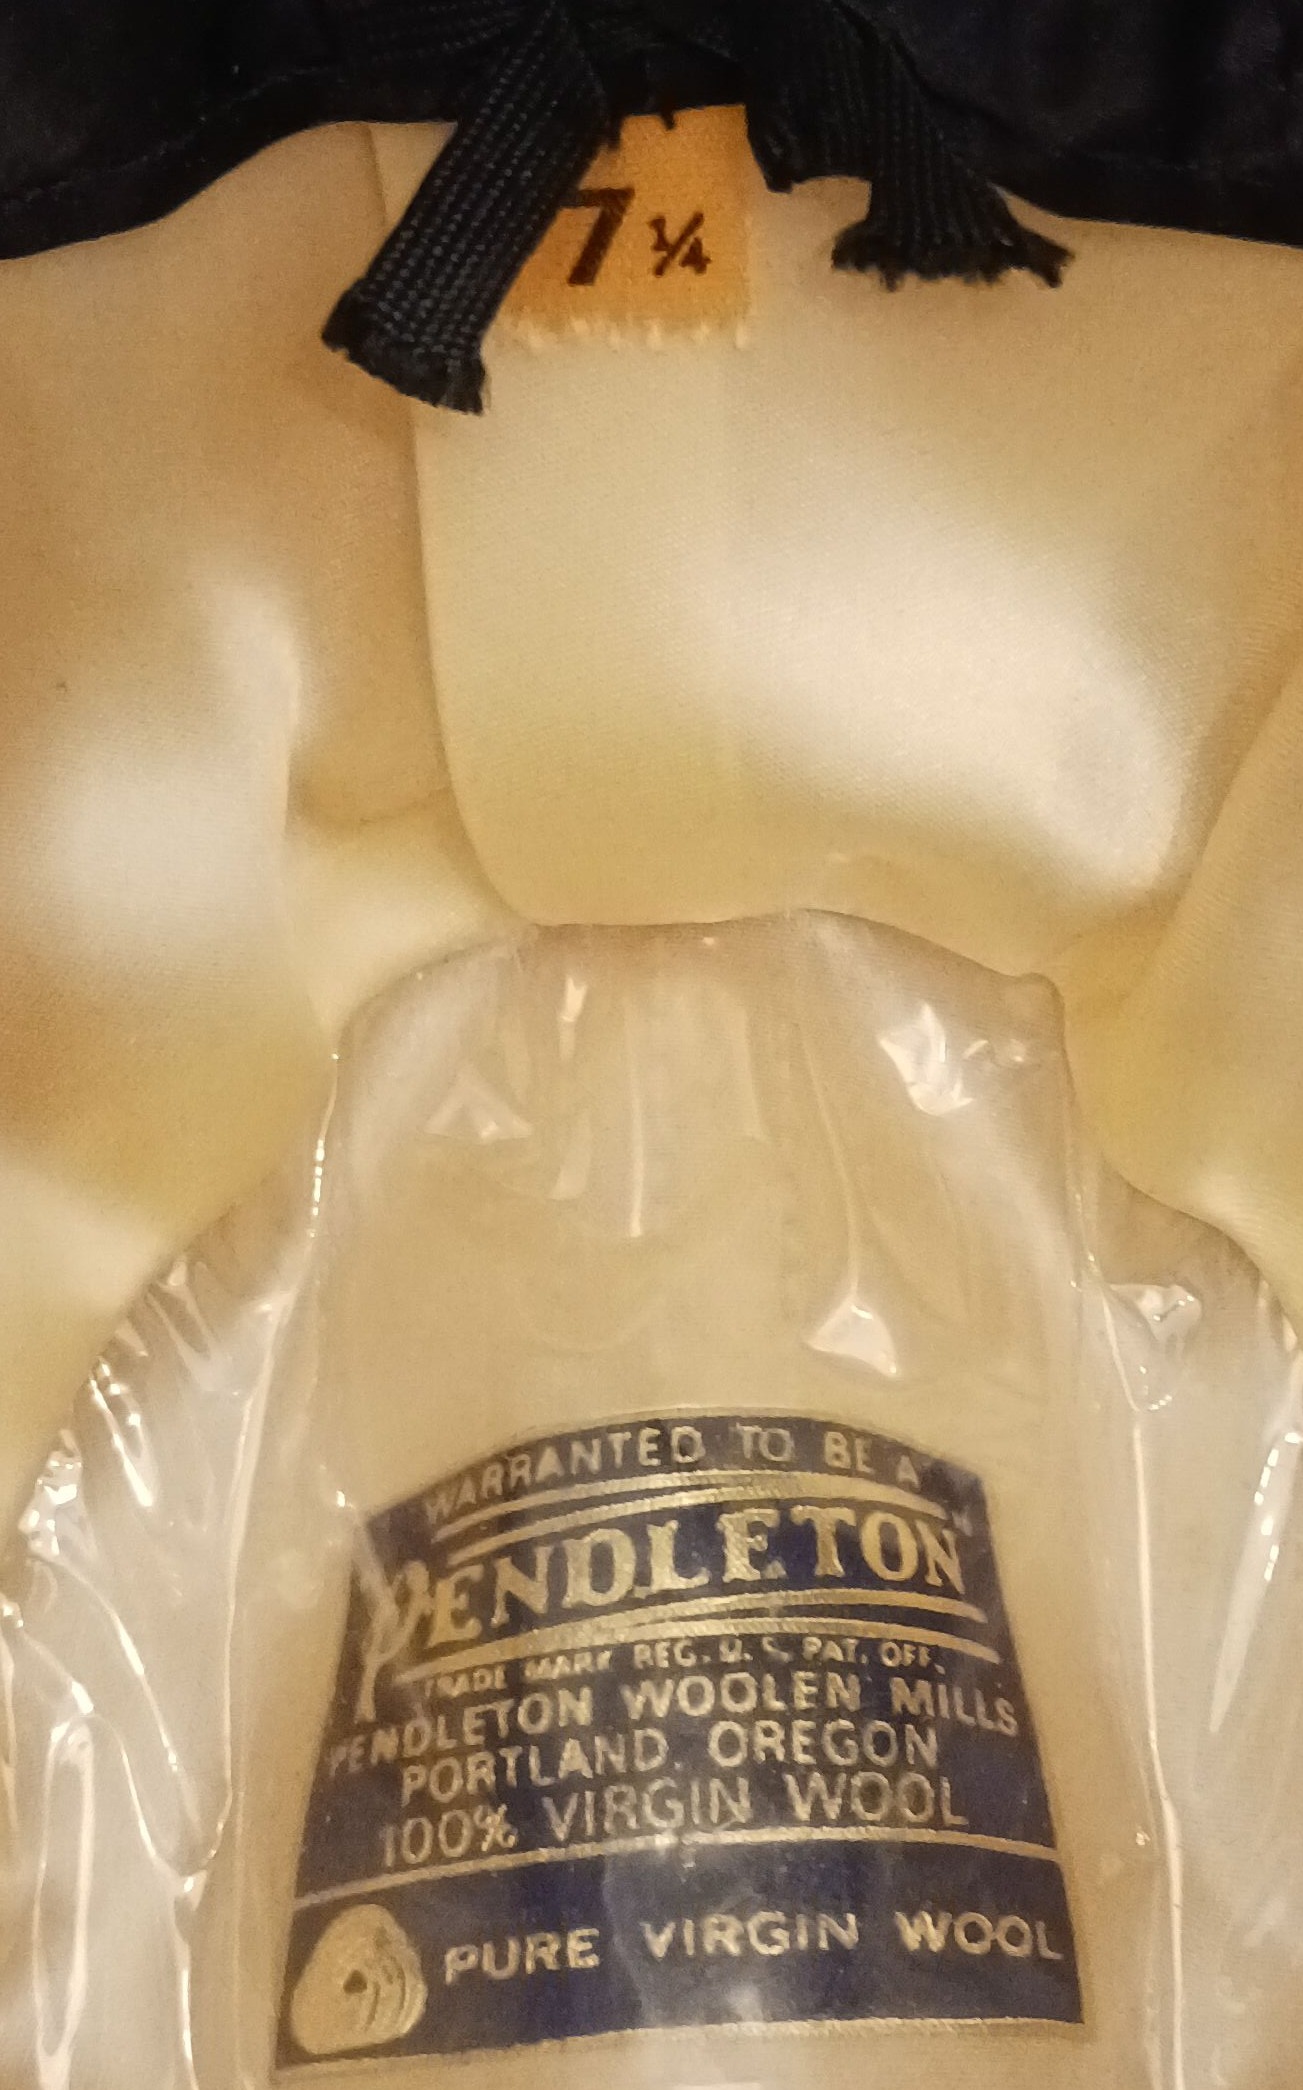 7 1/4
WARRANTED TO BE A
PENDLETON
TRADE MARK REG. U. S. PAT. OFF.
PENDLETON WOOLEN MILLS
PORTLAND, OREGON
100% VIRGIN WOOL
PURE VIRGIN WOOL